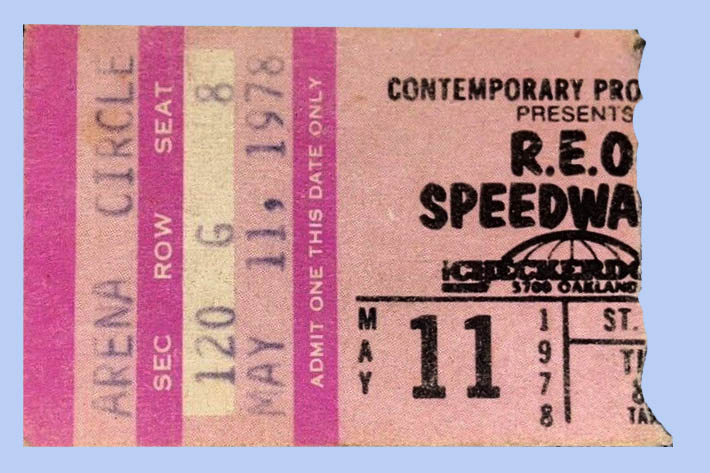 ARENA CIRCLE
SEC ROW SEAT
120 G 8
MAY 11, 1978
ADMIT ONE THIS DATE ONLY
CONTEMPORARY PRO
PRESENTS
R.E.O
SPEEDWA
CHECKERD
5700 OAKLAND
MAY 11 1978
ST.